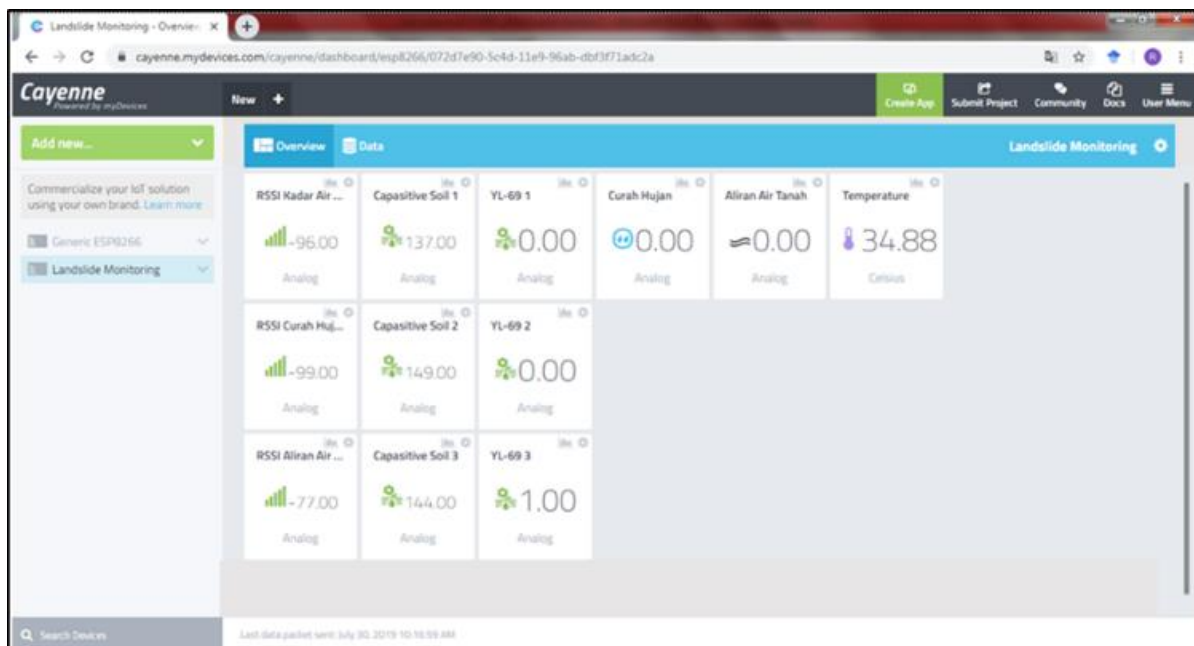 Landslide Monitoring - Overvie
cayenne.mydevices.com/cayenne/dashboard/esp8266/072d7e90-5c4d-11e9-96ab-dbf3f71adc2a
R
Cayenne
Powered by myDevices
New +
Create App
Submit Project
Community
Docs
User Menu
Add new...
Overview
Data
Landslide Monitoring
Commercialize your IoT solution
using your own brand. Learn more
Generic ESP8266
Landslide Monitoring
RSSI Kadar Air ...
-96.00
Analog
Capasitive Soil 1
137.00
Analog
YL-69 1
0.00
Analog
Curah Hujan
0.00
Analog
Aliran Air Tanah
0.00
Analog
Temperature
34.88
Celsius
RSSI Curah Huj...
-99.00
Analog
Capasitive Soil 2
149.00
Analog
YL-69 2
0.00
Analog
RSSI Aliran Air ...
-77.00
Analog
Capasitive Soil 3
144.00
Analog
YL-69 3
1.00
Analog
Search Devices
Last data packet sent: July 30, 2019 10:18:59 AM